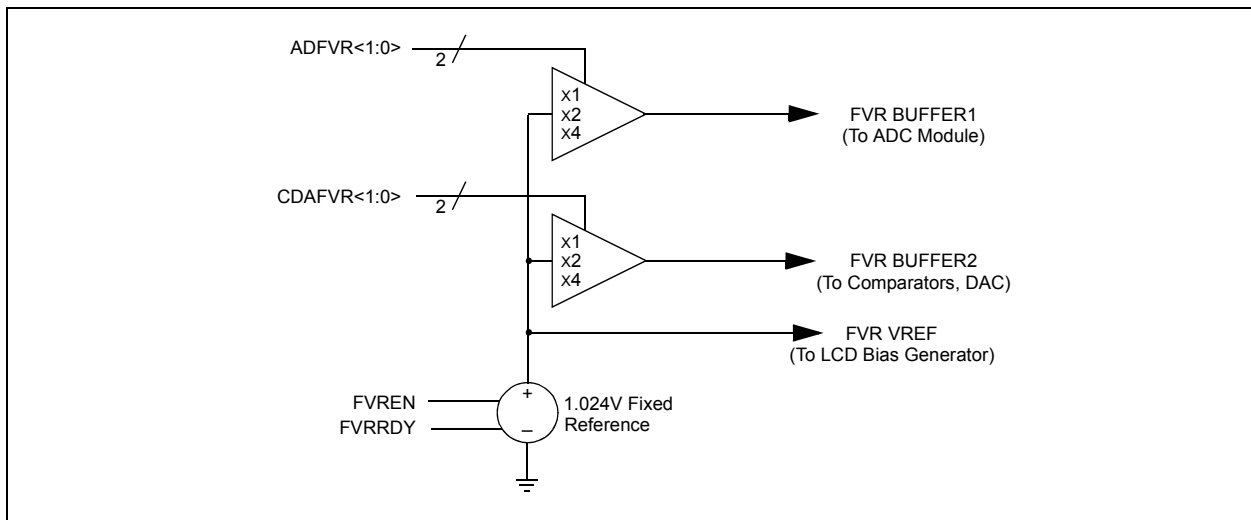 ADFVR<1:0>
2
X1
X2
X4
FVR BUFFER1
(To ADC Module)
CDAFVR<1:0>
2
X1
X2
X4
FVR BUFFER2
(To Comparators, DAC)
FVR VREF
(To LCD Bias Generator)
FVREN
FVRRDY
+
–
1.024V Fixed
Reference